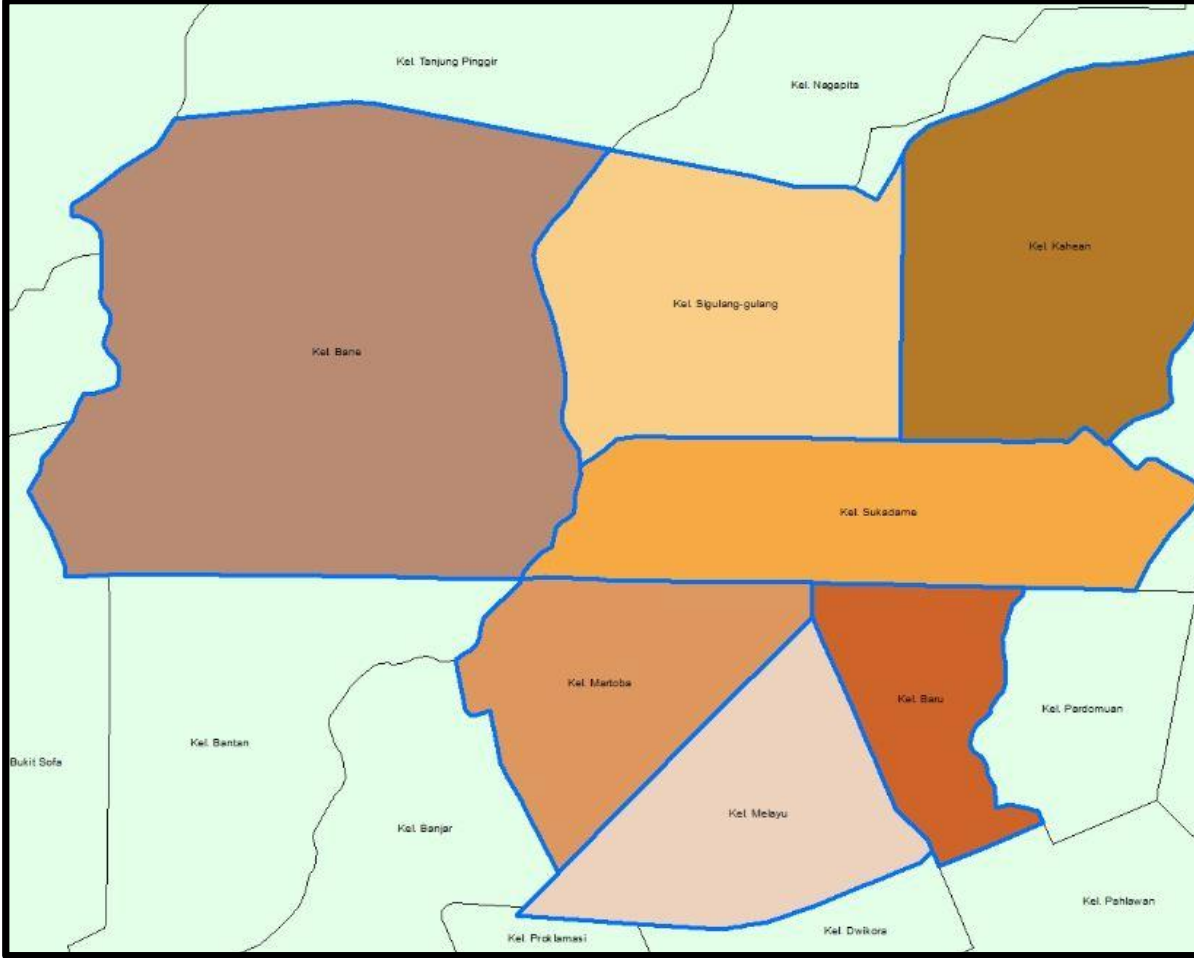 Kel. Tanjung Pinggir
Kel. Nagapita
Kel. Kahean
Kel. Sigulang-gulang
Kel. Bane
Kel. Sukadame
Kel. Martoba
Kel. Baru
Kel. Pardomuan
Kel. Bantan
Bukit Sofa
Kel. Melayu
Kel. Banjar
Kel. Pahlawan
Kel. Dwikora
Kel. Proklamasi